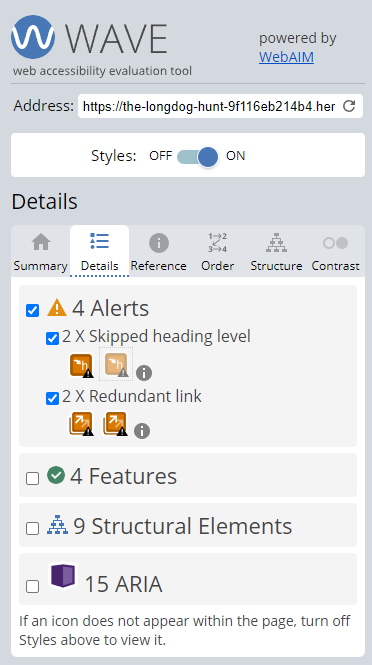 WAVE
powered by
WebAIM
web accessibility evaluation tool
Address: https://the-longdog-hunt-9f116eb214b4.her
Styles: OFF ON
Details
Summary Details Reference Order Structure Contrast
4 Alerts
2 X Skipped heading level
2 X Redundant link
4 Features
9 Structural Elements
15 ARIA
If an icon does not appear within the page, turn off
Styles above to view it.